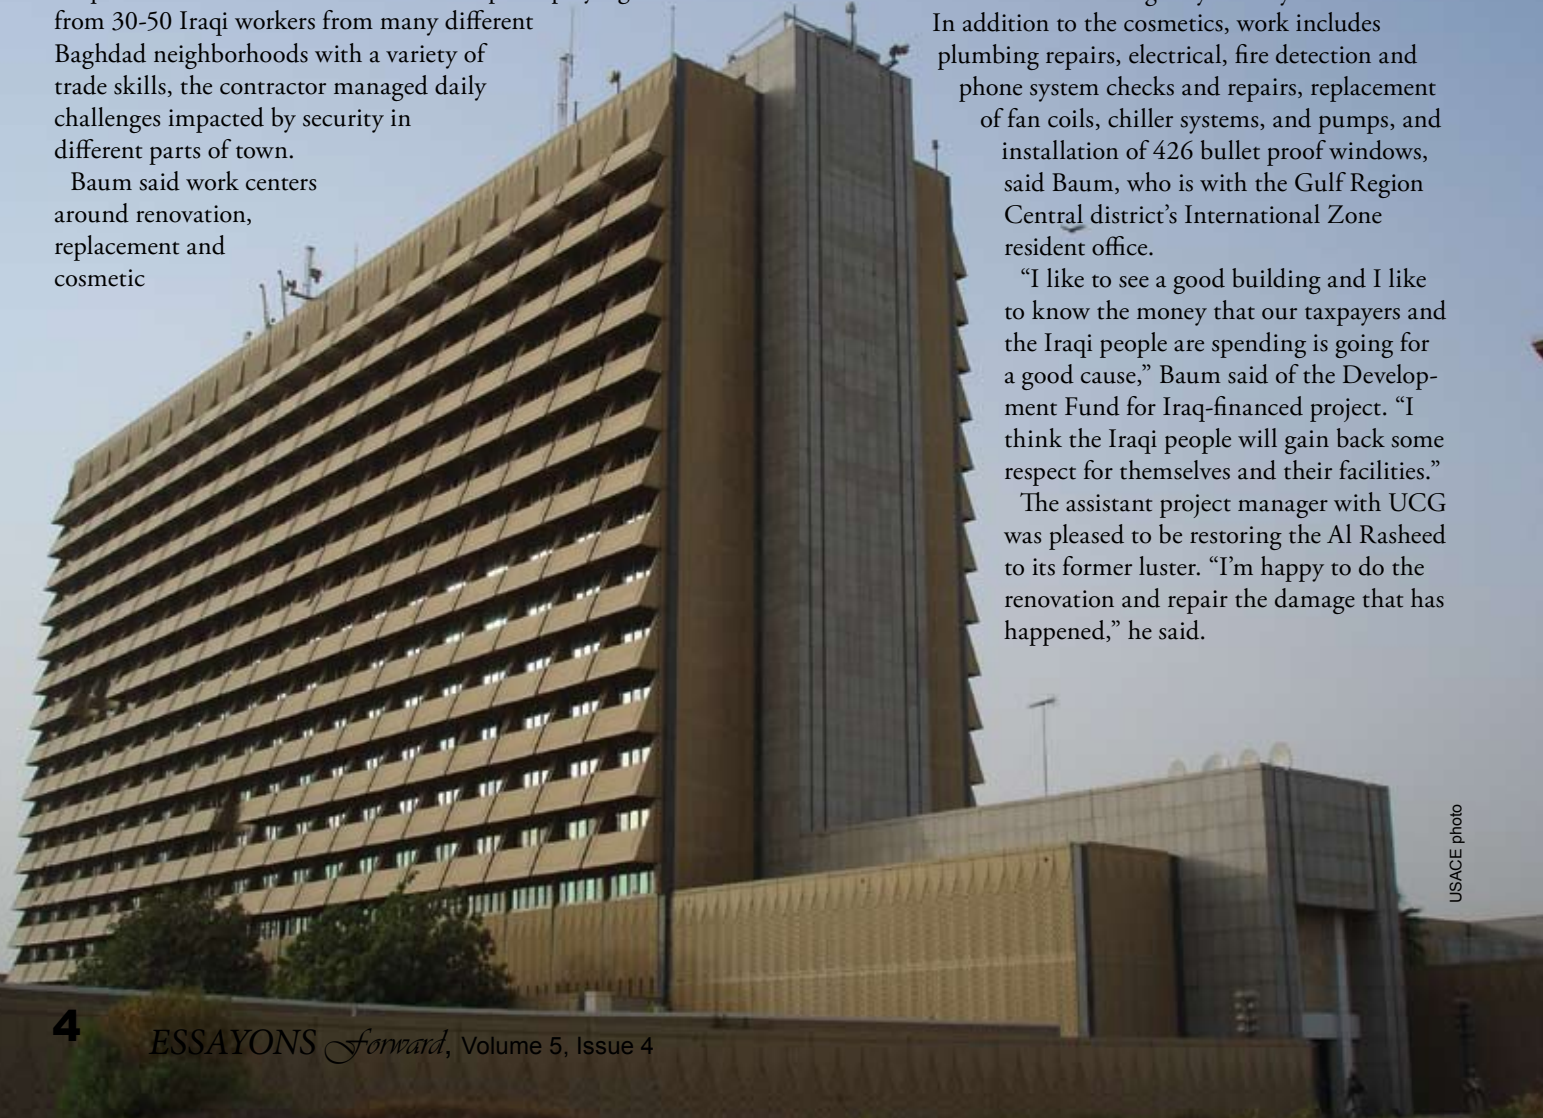 from 30-50 Iraqi workers from many different
Baghdad neighborhoods with a variety of
trade skills, the contractor managed daily
challenges impacted by security in
different parts of town.
Baum said work centers
around renovation,
replacement and
cosmetic
In addition to the cosmetics, work includes
plumbing repairs, electrical, fire detection and
phone system checks and repairs, replacement
of fan coils, chiller systems, and pumps, and
installation of 426 bullet proof windows,
said Baum, who is with the Gulf Region
Central district’s International Zone
resident office.
“I like to see a good building and I like
to know the money that our taxpayers and
the Iraqi people are spending is going for
a good cause,” Baum said of the Develop-
ment Fund for Iraq-financed project. “I
think the Iraqi people will gain back some
respect for themselves and their facilities.”
The assistant project manager with UCG
was pleased to be restoring the Al Rasheed
to its former luster. “I’m happy to do the
renovation and repair the damage that has
happened,” he said.
USACE photo
4
ESSAYONS Forward, Volume 5, Issue 4